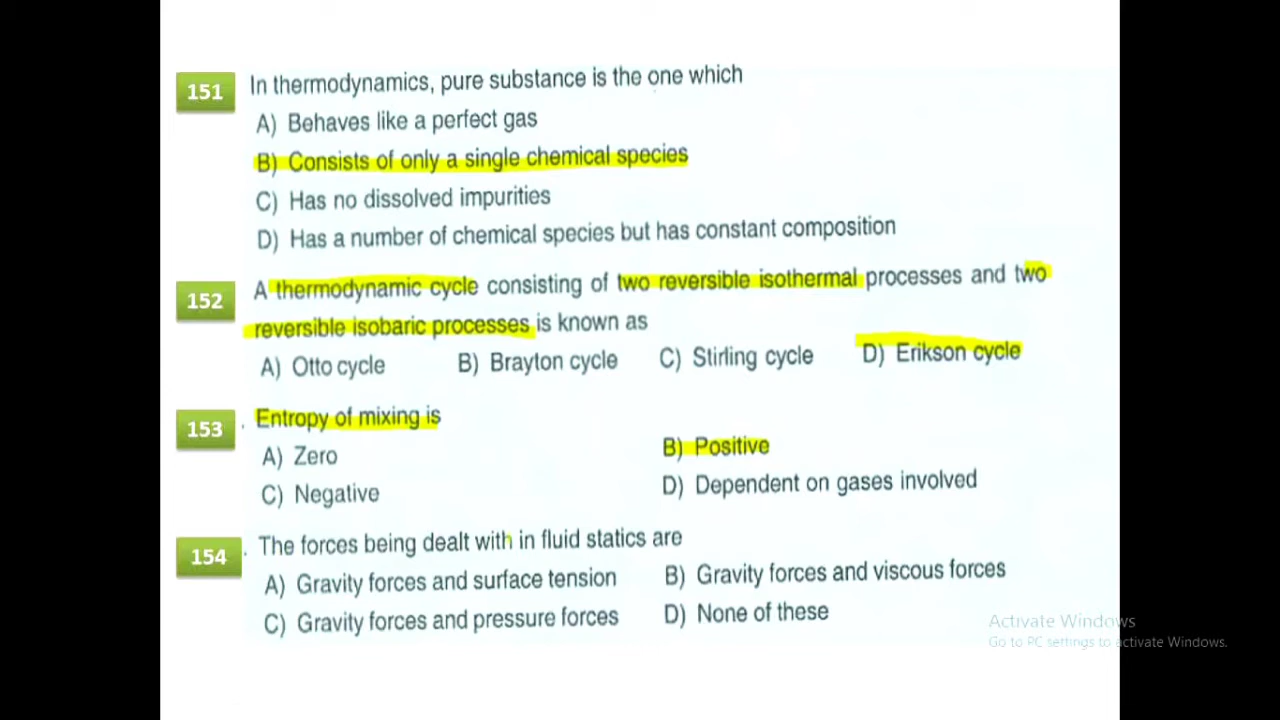 151 In thermodynamics, pure substance is the one which
A) Behaves like a perfect gas
B) Consists of only a single chemical species
C) Has no dissolved impurities
D) Has a number of chemical species but has constant composition
152 A thermodynamic cycle consisting of two reversible isothermal processes and two
reversible isobaric processes is known as
A) Otto cycle B) Brayton cycle C) Stirling cycle D) Erikson cycle
153 . Entropy of mixing is
A) Zero B) Positive
C) Negative D) Dependent on gases involved
154 . The forces being dealt with in fluid statics are
A) Gravity forces and surface tension B) Gravity forces and viscous forces
C) Gravity forces and pressure forces D) None of these
Activate Windows
Go to PC settings to activate Windows.